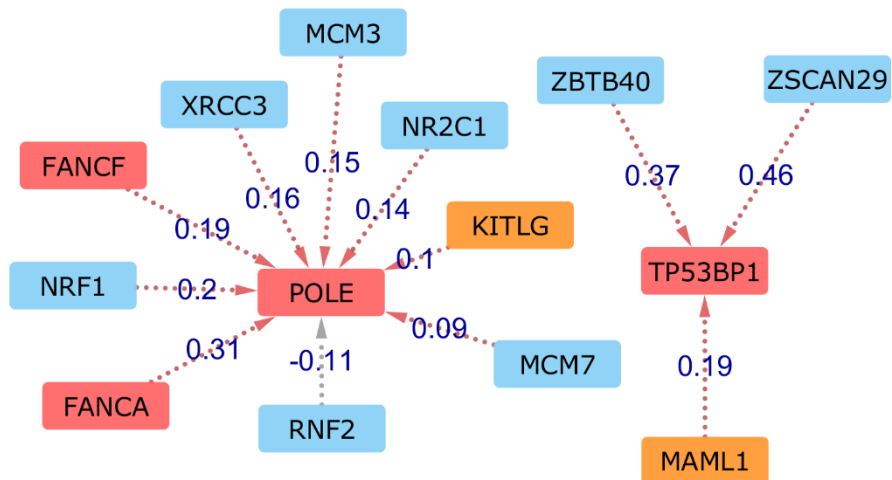 MCM3
ZBTB40
ZSCAN29
XRCC3
NR2C1
FANCF
0.15
0.37
0.46
0.16
0.14
0.19
KITLG
0.1
TP53BP1
NRF1
0.2
POLE
0.09
0.31
-0.11
MCM7
0.19
FANCA
RNF2
MAML1